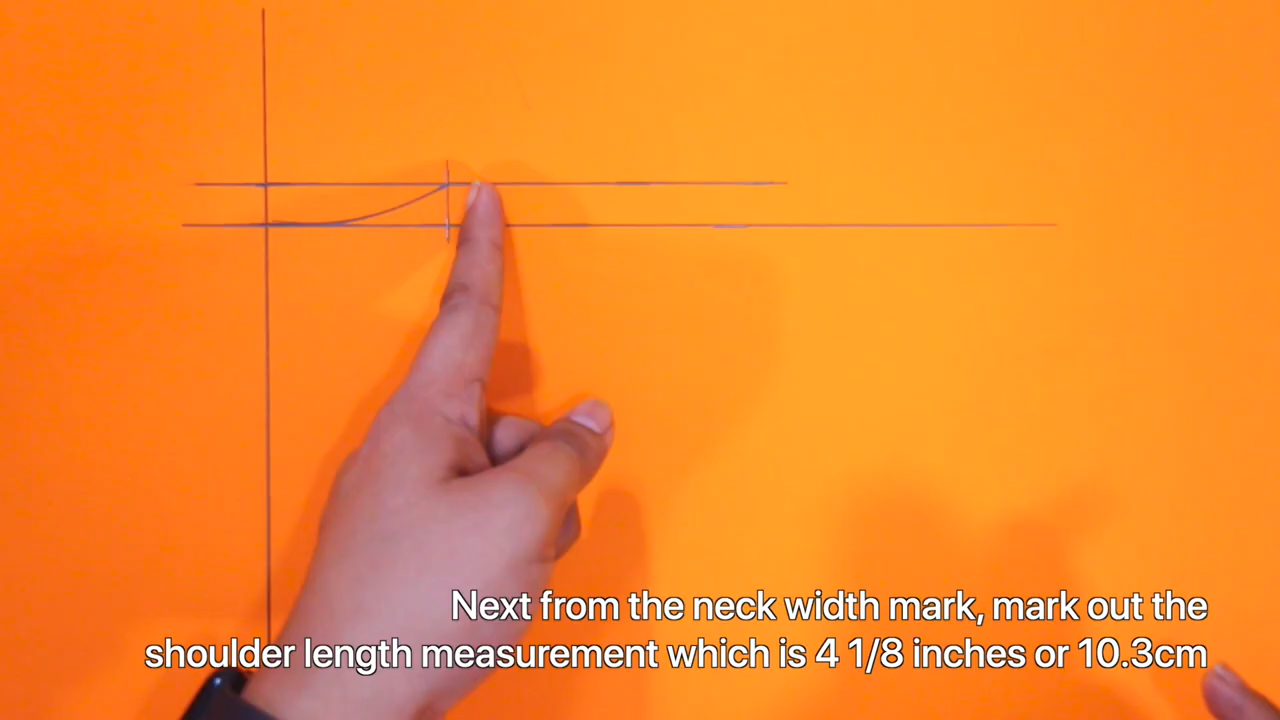 Next from the neck width mark, mark out the
shoulder length measurement which is 4 1/8 inches or 10.3cm